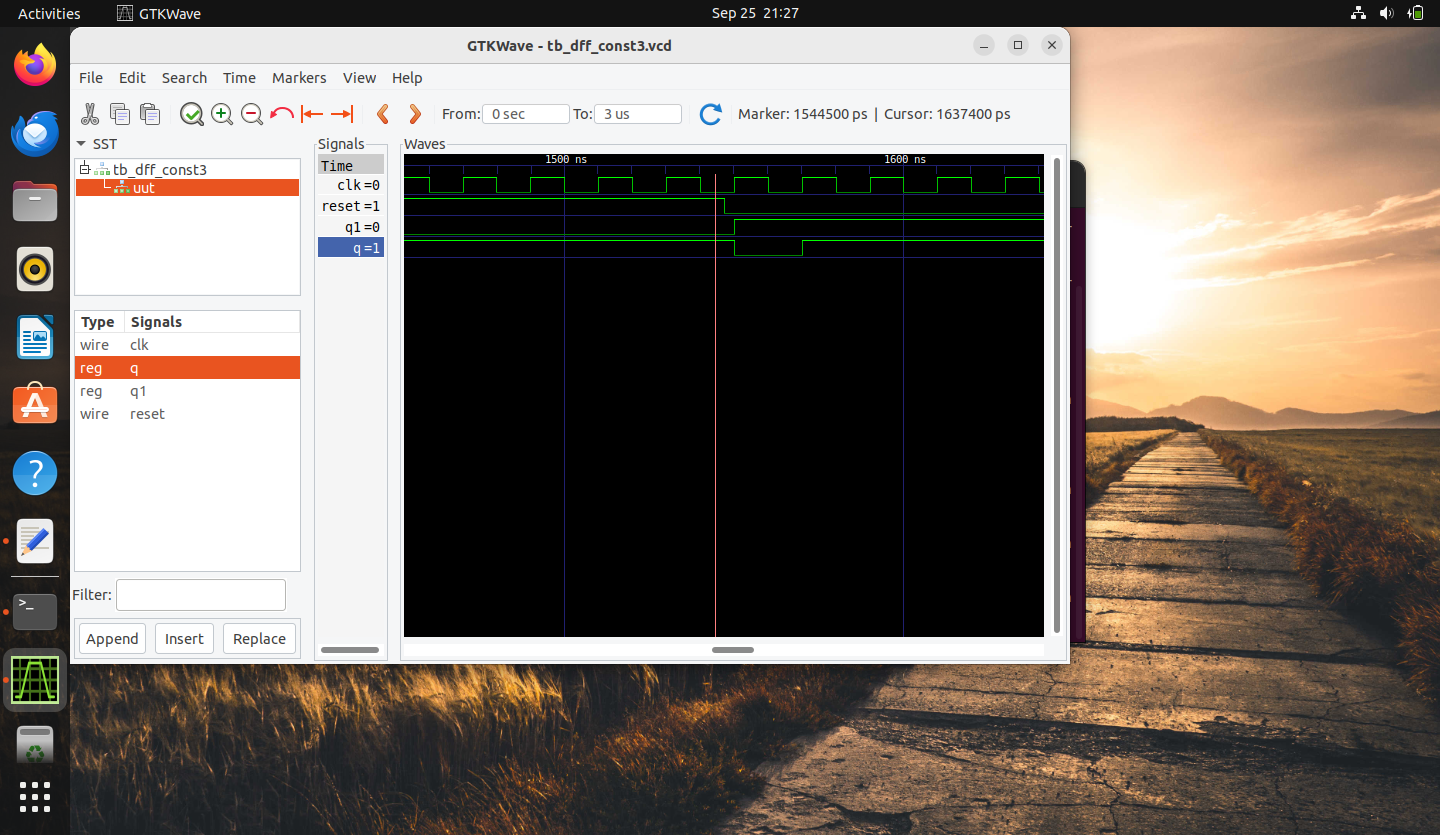 Activities GTKWave Sep 25 21:27
GTKWave - tb_dff_const3.vcd
File Edit Search Time Markers View Help
From: 0 sec To: 3 us Marker: 1544500 ps | Cursor: 1637400 ps
SST
tb_dff_const3
uut
Type Signals
wire clk
reg q
reg q1
wire reset
Filter:
Append Insert Replace
Signals
Time
clk=0
reset=1
q1=0
q=1
Waves
1500 ns 1600 ns